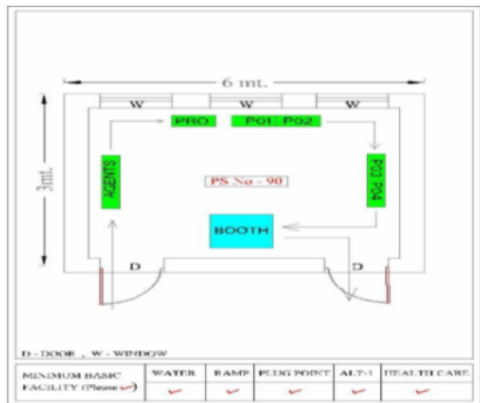 6 mt.
W W W
PRO P01 P02
3mt.
AGENTS
P03 P04
PS No - 90
BOOTH
D D
D - DOOR , W - WINDOW
MINIMUM BASIC FACILITY (Please ✓) WATER RAMP PLUG POINT ALT-1 HEALTH CARE
✓ ✓ ✓ ✓ ✓